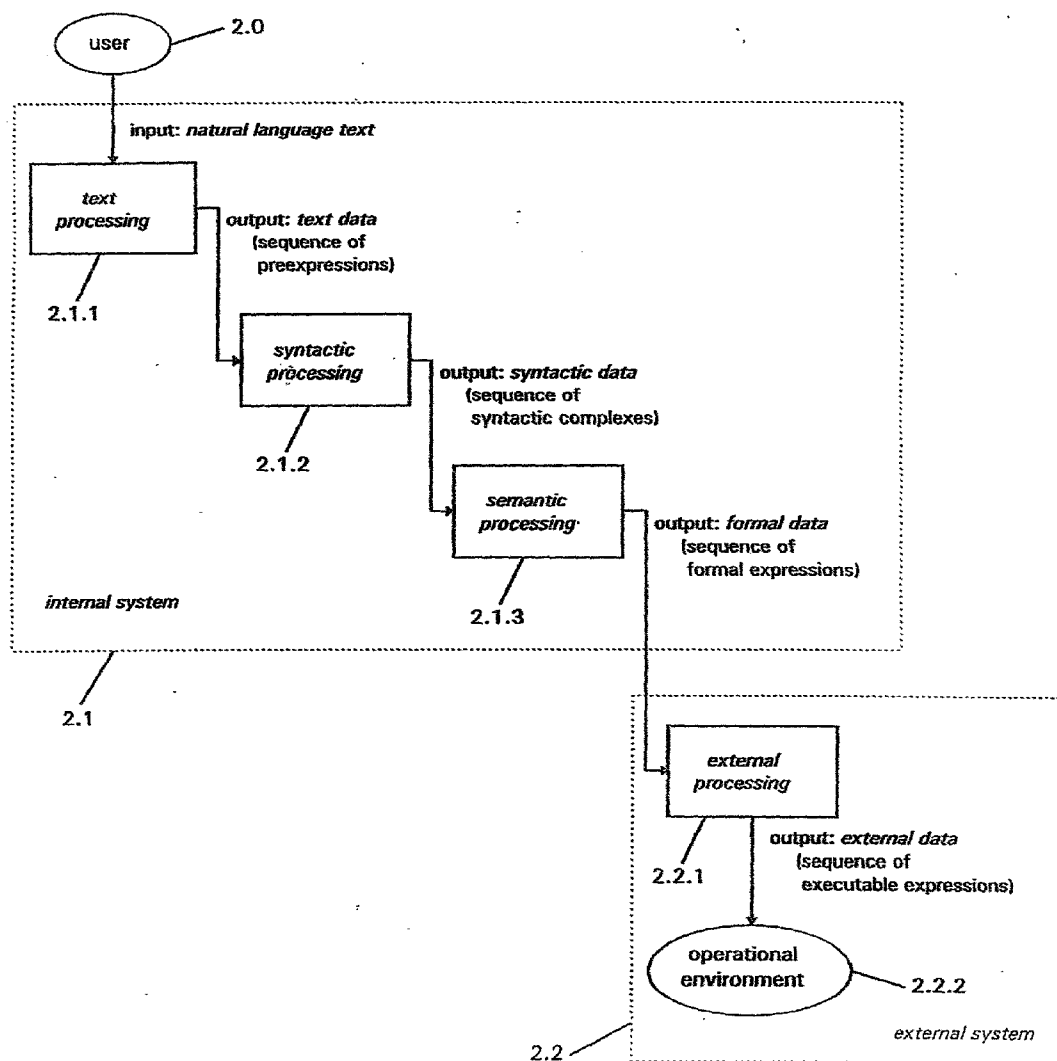 user
2.0
input: natural language text
text
processing
2.1.1
output: text data
(sequence of
preexpressions)
syntactic
processing
2.1.2
output: syntactic data
(sequence of
syntactic complexes)
semantic
processing
2.1.3
output: formal data
(sequence of
formal expressions)
internal system
2.1
external
processing
2.2.1
output: external data
(sequence of
executable expressions)
operational
environment
2.2.2
external system
2.2